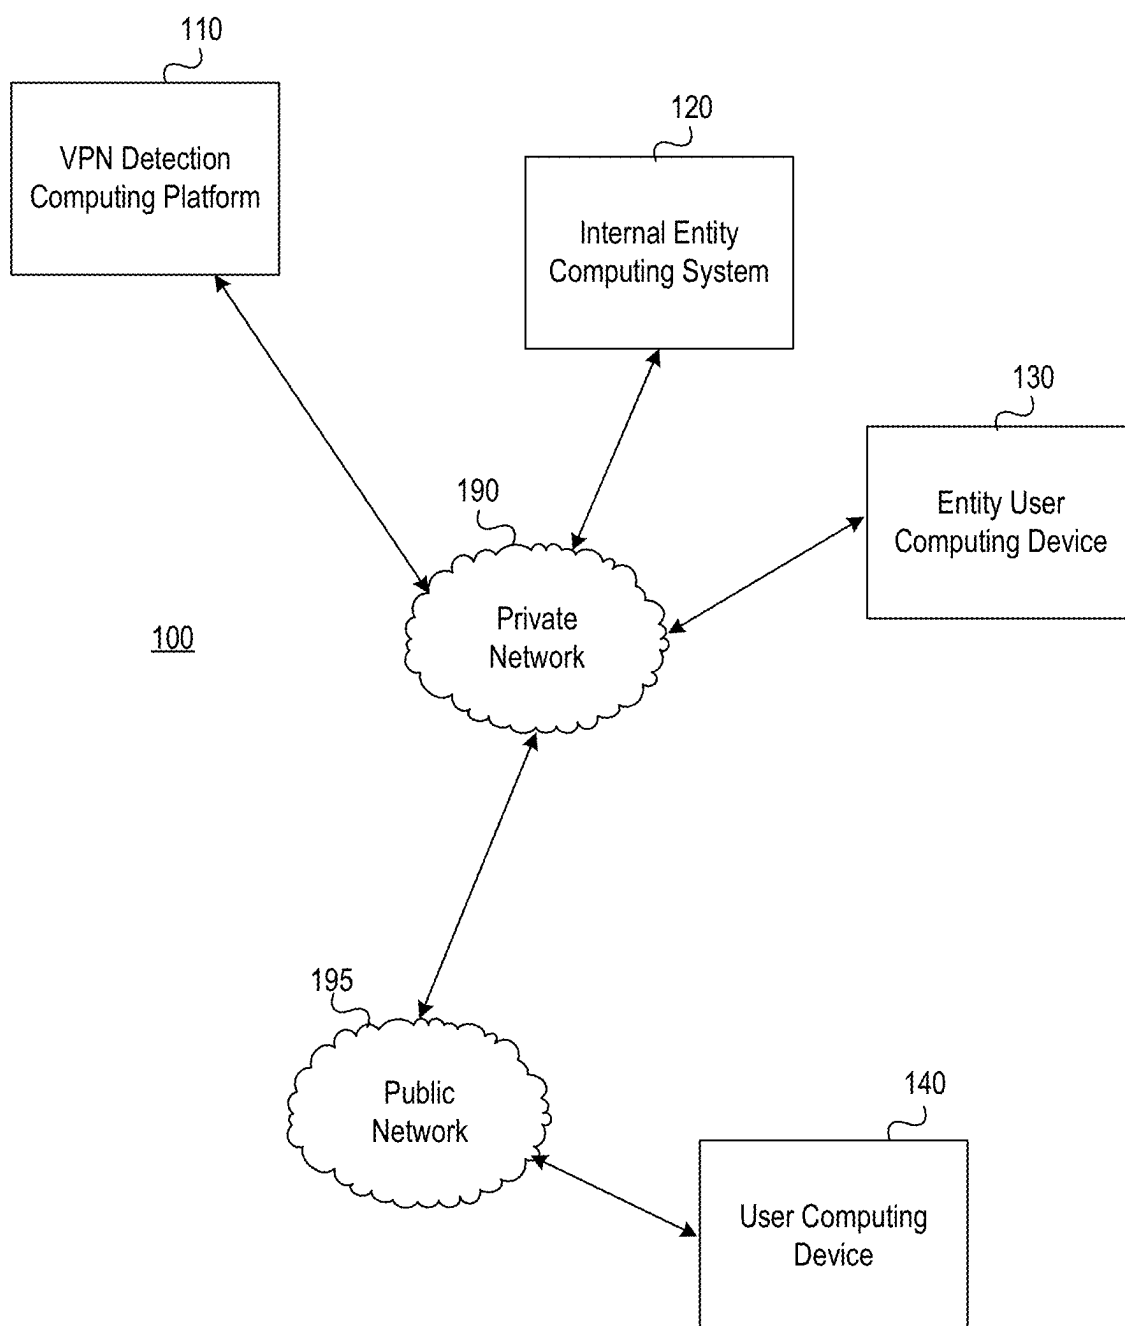 110
VPN Detection
Computing Platform
120
Internal Entity
Computing System
130
Entity User
Computing Device
190
Private
Network
100
195
Public
Network
140
User Computing
Device